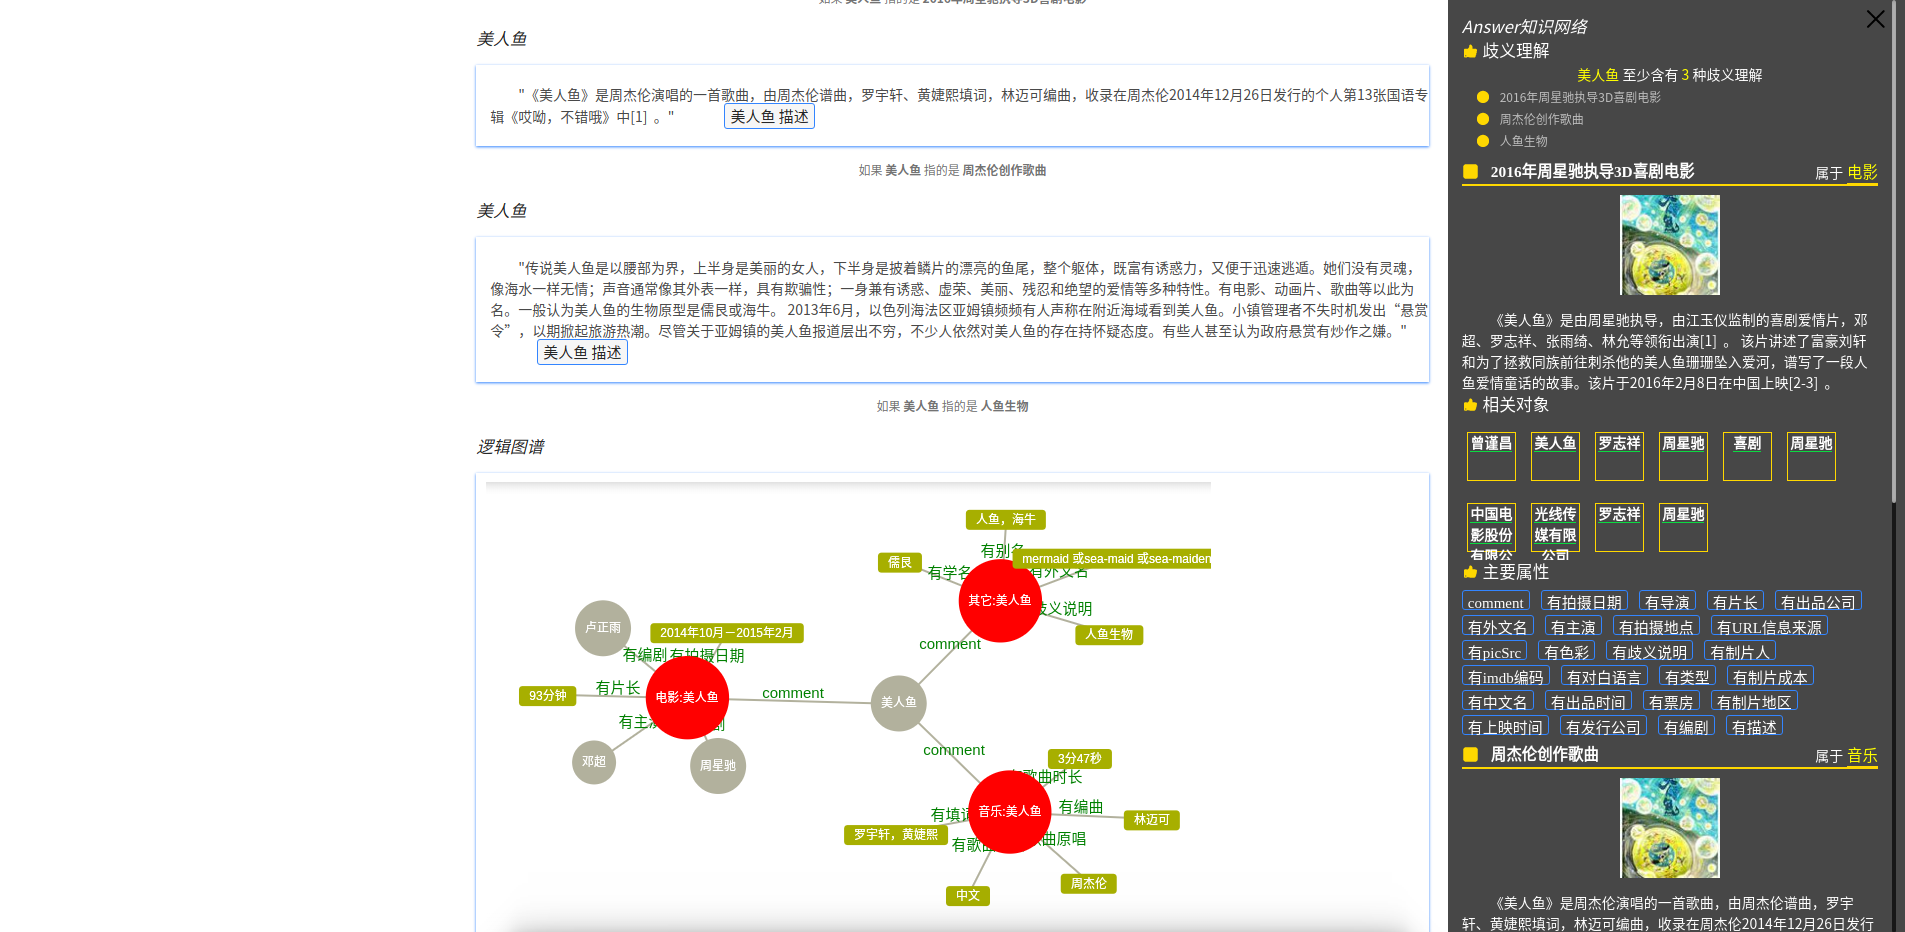 如果 美人鱼 指的是 2016年周星驰执导3D喜剧电影
美人鱼
"《美人鱼》是周杰伦演唱的一首歌曲，由周杰伦谱曲，罗宇轩、黄婕熙填词，林迈可编曲，收录在周杰伦2014年12月26日发行的个人第13张国语专
辑《哎呦，不错哦》中[1] 。" 美人鱼 描述
如果 美人鱼 指的是 周杰伦创作歌曲
美人鱼
"传说美人鱼是以腰部为界，上半身是美丽的女人，下半身是披着鳞片的漂亮的鱼尾，整个躯体，既富有诱惑力，又便于迅速逃遁。她们没有灵魂，
像海水一样无情；声音通常像其外表一样，具有欺骗性；一身兼有诱惑、虚荣、美丽、残忍和绝望的爱情等多种特性。有电影、动画片、歌曲等以此为
名。一般认为美人鱼的生物原型是儒艮或海牛。 2013年6月，以色列海法区亚姆镇频频有人声称在附近海域看到美人鱼。小镇管理者不失时机发出“悬赏
令”，以期掀起旅游热潮。尽管关于亚姆镇的美人鱼报道层出不穷，不少人依然对美人鱼的存在持怀疑态度。有些人甚至认为政府悬赏有炒作之嫌。"
美人鱼 描述
如果 美人鱼 指的是 人鱼生物
逻辑图谱
人鱼，海牛
有别名
mermaid 或sea-maid 或sea-maiden
儒艮
有学名
有外文名
其它:美人鱼
歧义说明
人鱼生物
卢正雨
2014年10月－2015年2月
comment
有编剧
有拍摄日期
93分钟
有片长
电影:美人鱼
comment
美人鱼
有主演
邓超
周星驰
comment
3分47秒
歌曲时长
有填词
音乐:美人鱼
有编曲
林迈可
罗宇轩，黄婕熙
有歌曲
曲原唱
中文
周杰伦
Answer知识网络
歧义理解
美人鱼 至少含有 3 种歧义理解
2016年周星驰执导3D喜剧电影
周杰伦创作歌曲
人鱼生物
2016年周星驰执导3D喜剧电影 属于 电影
《美人鱼》是由周星驰执导，由江玉仪监制的喜剧爱情片，邓
超、罗志祥、张雨绮、林允等领衔出演[1] 。 该片讲述了富豪刘轩
和为了拯救同族前往刺杀他的美人鱼珊珊坠入爱河，谱写了一段人
鱼爱情童话的故事。该片于2016年2月8日在中国上映[2-3] 。
相关对象
曾谨昌 美人鱼 罗志祥 周星驰 喜剧 周星驰
中国电 光线传 罗志祥 周星驰
影股份 媒有限
有限公 公司
主要属性
comment 有拍摄日期 有导演 有片长 有出品公司
有外文名 有主演 有拍摄地点 有URL信息来源
有picSrc 有色彩 有歧义说明 有制片人
有imdb编码 有对白语言 有类型 有制片成本
有中文名 有出品时间 有票房 有制片地区
有上映时间 有发行公司 有编剧 有描述
周杰伦创作歌曲 属于 音乐
《美人鱼》是周杰伦演唱的一首歌曲，由周杰伦谱曲，罗宇
轩、黄婕熙填词，林迈可编曲，收录在周杰伦2014年12月26日发行